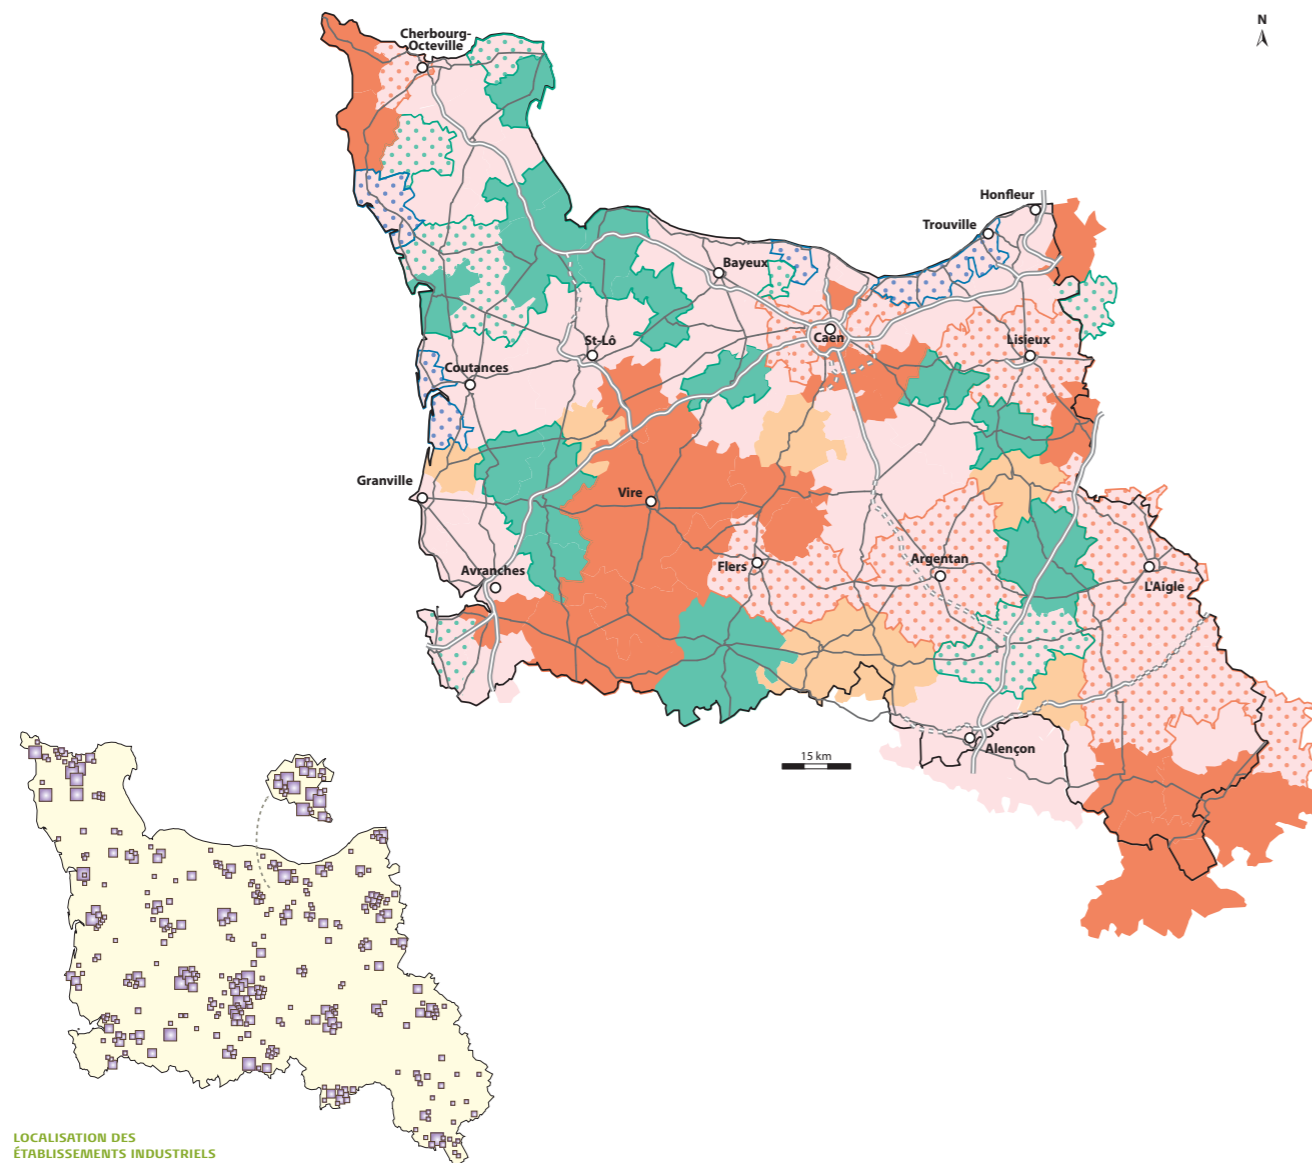 N
Cherbourg-
Octeville
Honfleur
Trouville
Bayeux
Caen
Lisieux
St-Lô
Coutances
Granville
Vire
Avranches
Flers
Argentan
L'Aigle
Alençon
15 km
LOCALISATION DES
ÉTABLISSEMENTS INDUSTRIELS